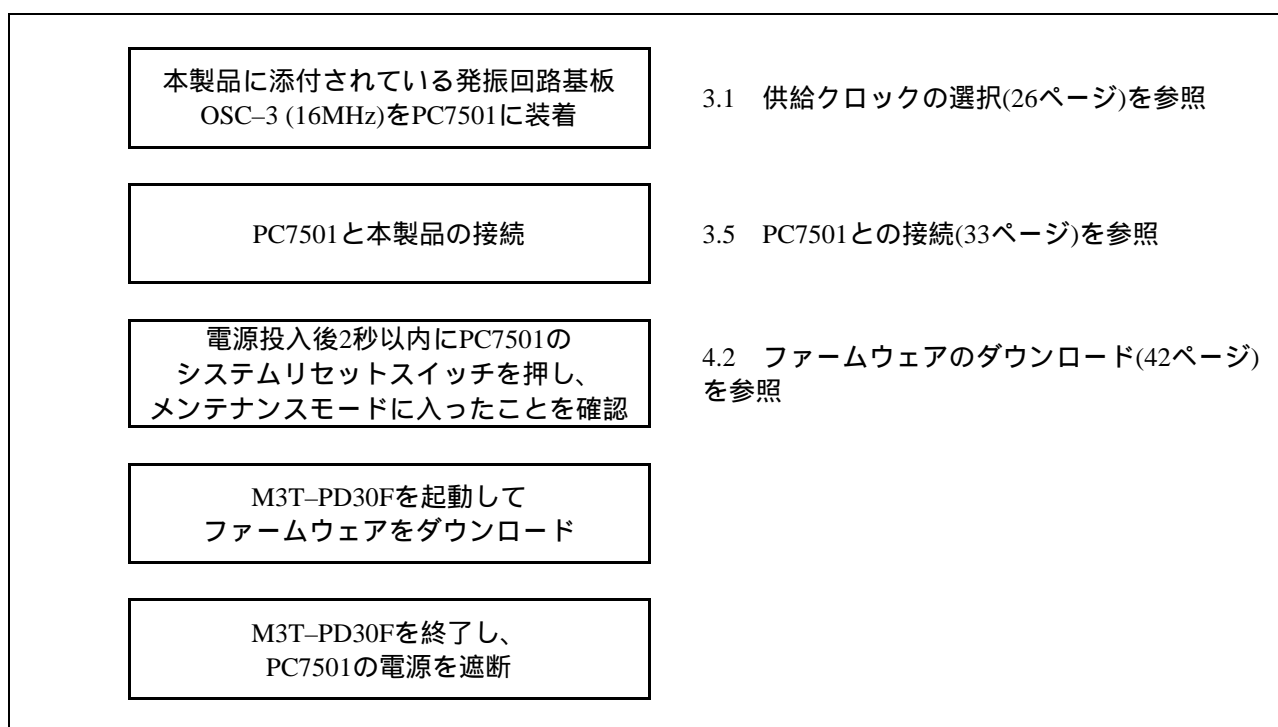 本製品に添付されている発振回路基板
OSC–3 (16MHz)をPC7501に装着
3.1 供給クロックの選択(26ページ)を参照
PC7501と本製品の接続
3.5 PC7501との接続(33ページ)を参照
電源投入後2秒以内にPC7501の
システムリセットスイッチを押し、
メンテナンスモードに入ったことを確認
4.2 ファームウェアのダウンロード(42ページ)
を参照
M3T–PD30Fを起動して
ファームウェアをダウンロード
M3T–PD30Fを終了し、
PC7501の電源を遮断